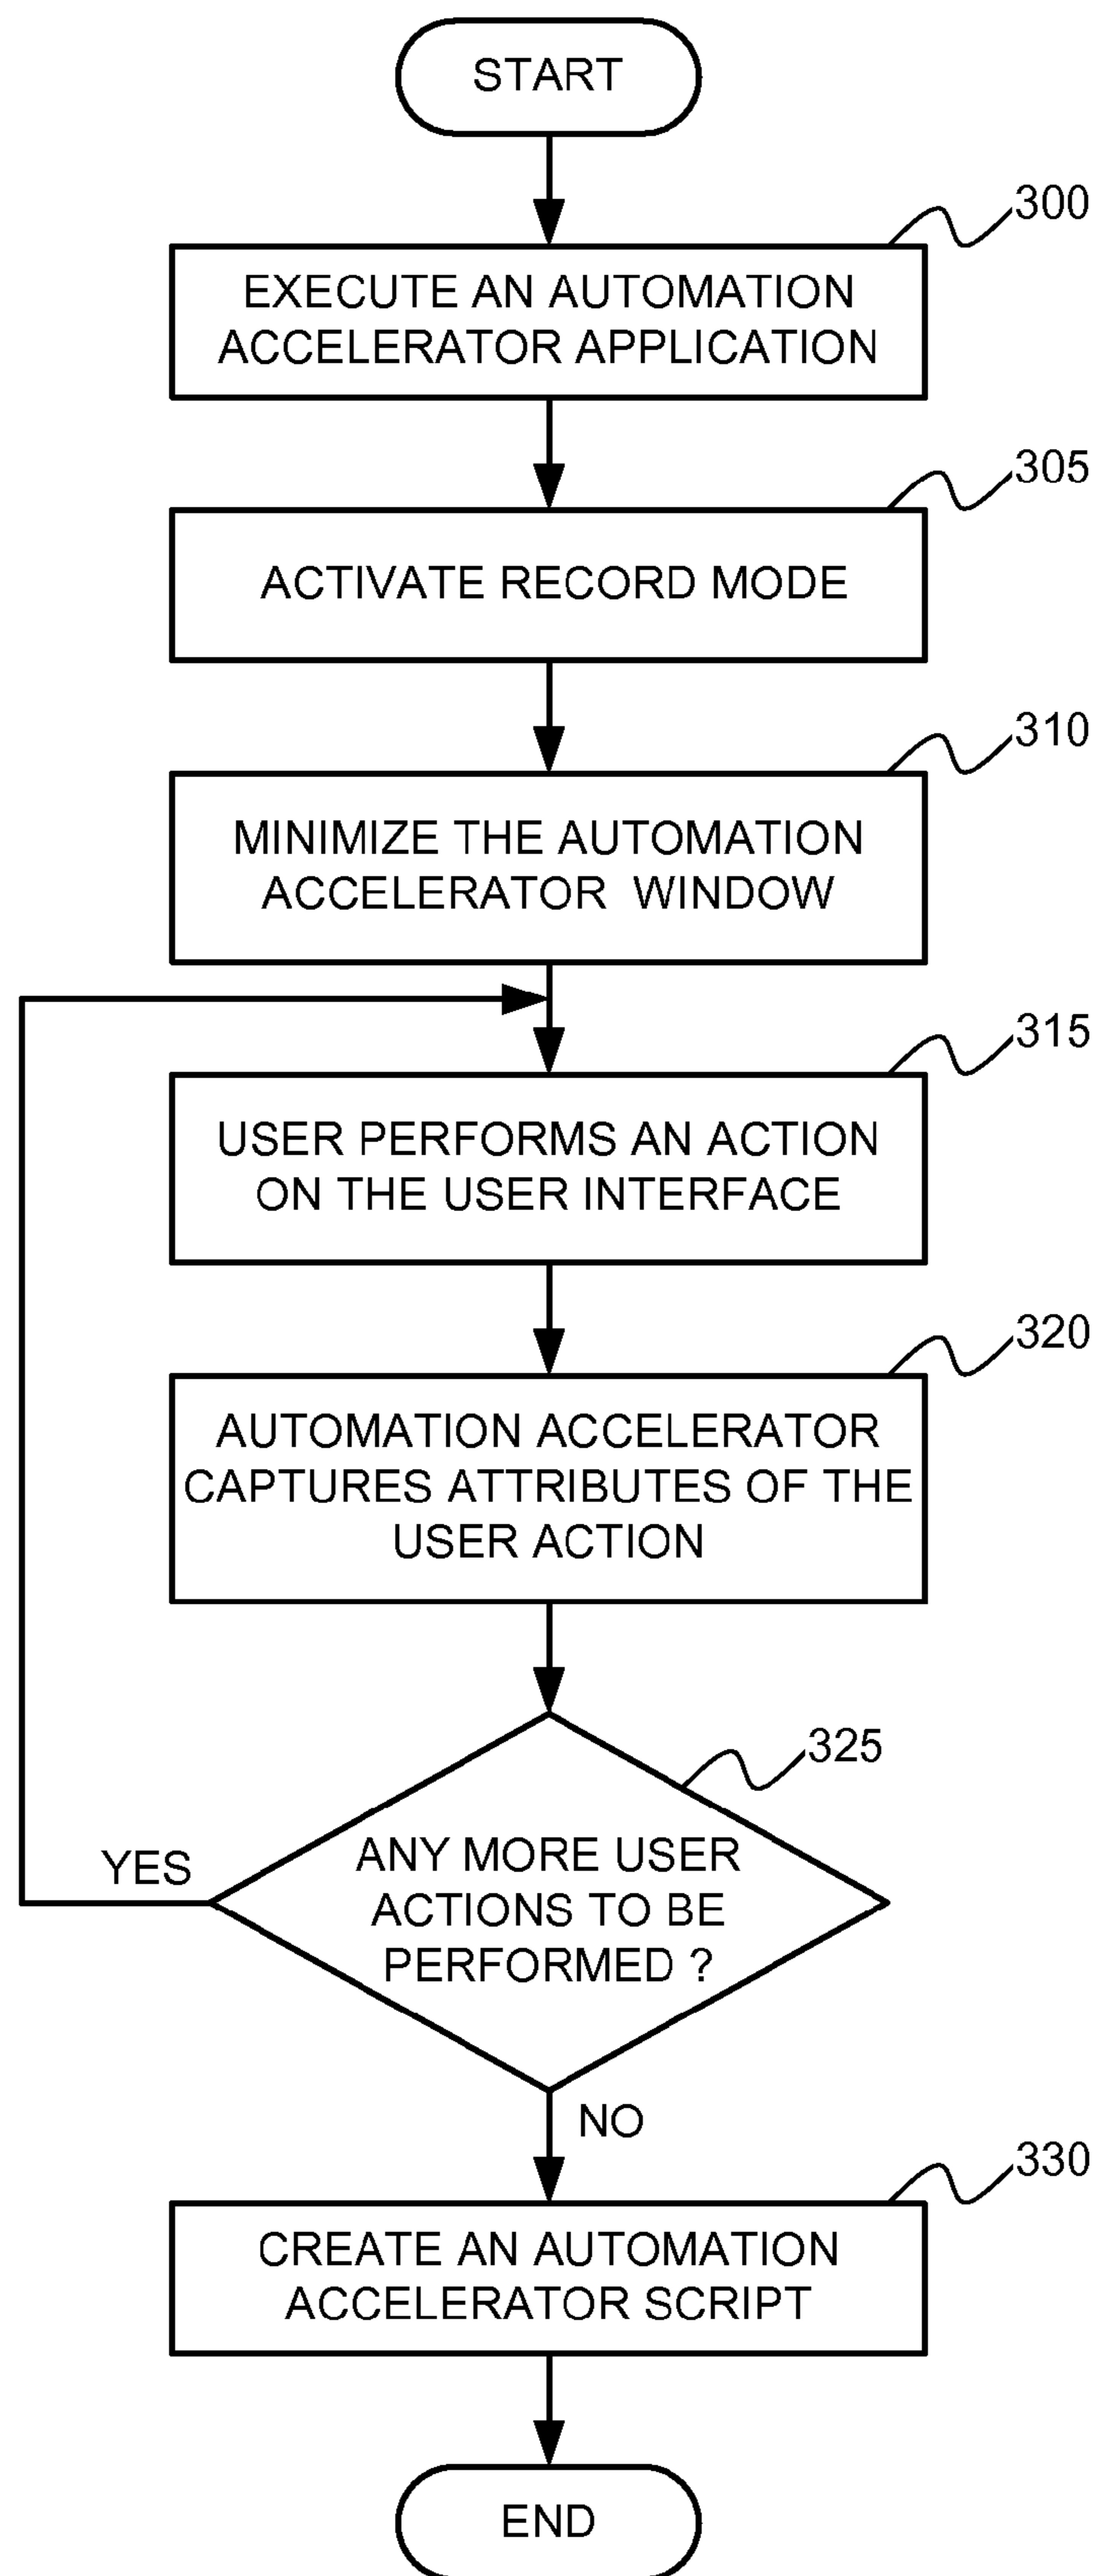 START
300
EXECUTE AN AUTOMATION
ACCELERATOR APPLICATION
305
ACTIVATE RECORD MODE
310
MINIMIZE THE AUTOMATION
ACCELERATOR WINDOW
315
USER PERFORMS AN ACTION
ON THE USER INTERFACE
320
AUTOMATION ACCELERATOR
CAPTURES ATTRIBUTES OF THE
USER ACTION
325
YES
ANY MORE USER
ACTIONS TO BE
PERFORMED ?
NO
330
CREATE AN AUTOMATION
ACCELERATOR SCRIPT
END